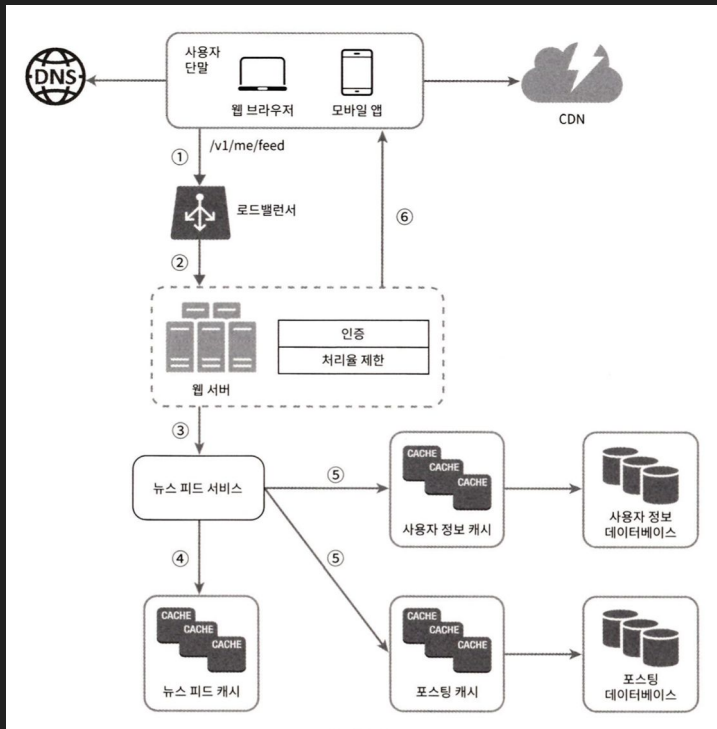 DNS
사용자
단말
웹 브라우저
모바일 앱
CDN
①
/v1/me/feed
로드밸런서
⑥
②
인증
처리율 제한
웹 서버
③
뉴스 피드 서비스
⑤
CACHE
CACHE
CACHE
사용자 정보 캐시
사용자 정보
데이터베이스
④
⑤
CACHE
CACHE
CACHE
뉴스 피드 캐시
CACHE
CACHE
CACHE
포스팅 캐시
포스팅
데이터베이스